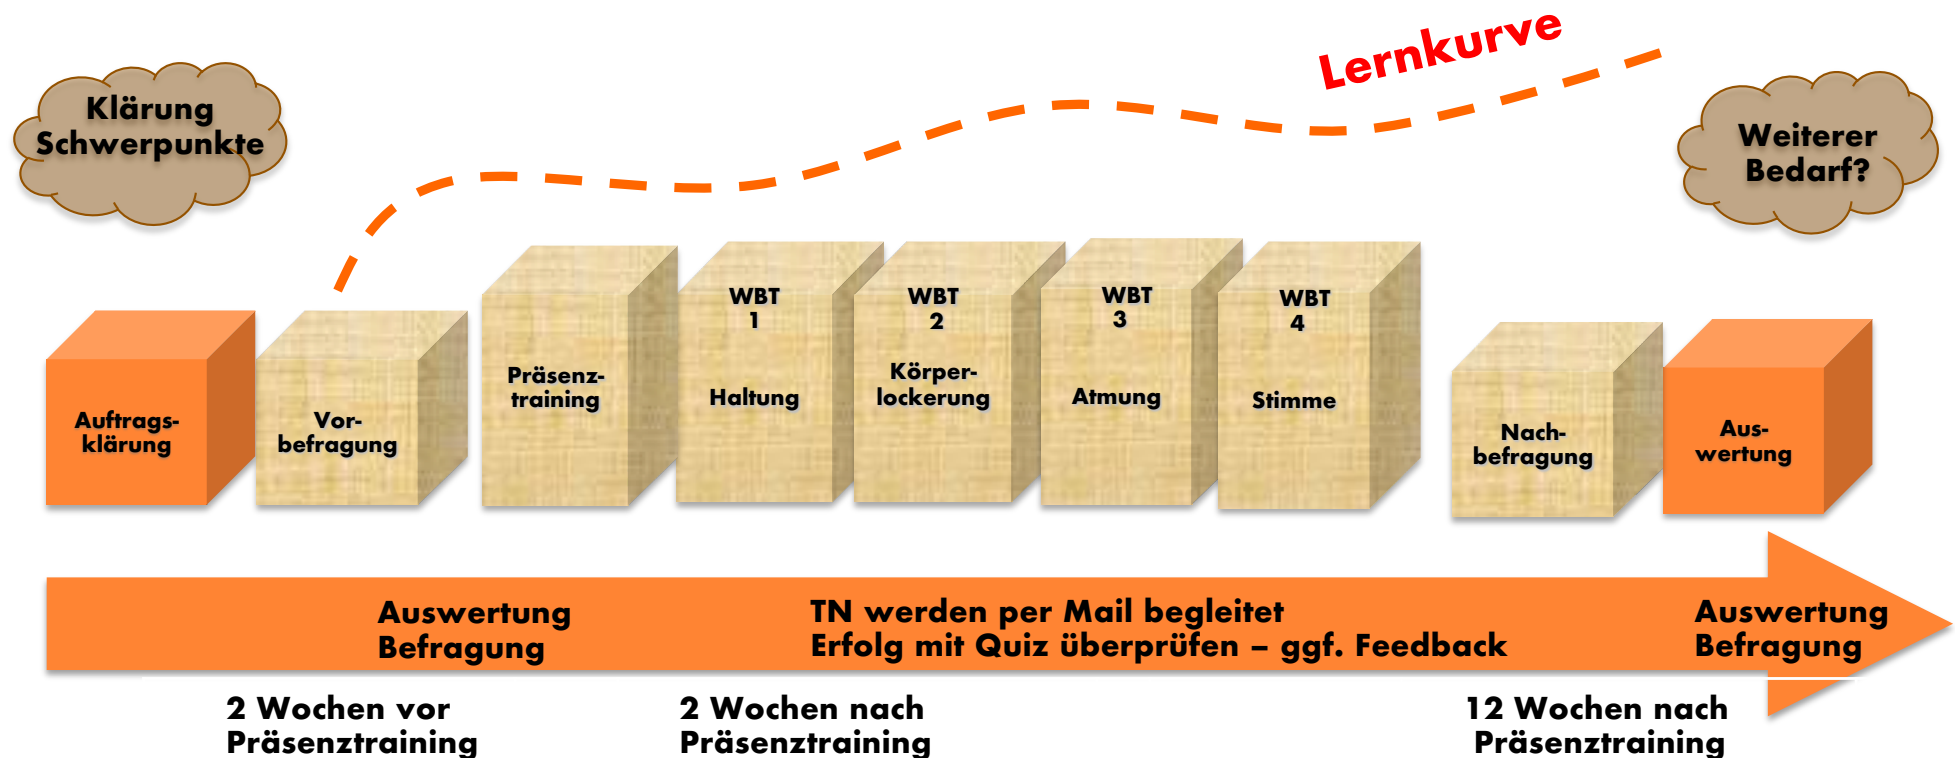 Lernkurve
Klärung
Schwerpunkte
Weiterer
Bedarf?
Auftrags-
klärung
Vor-
befragung
Präsenz-
training
WBT
1
Haltung
WBT
2
Körper-
lockerung
WBT
3
Atmung
WBT
4
Stimme
Nach-
befragung
Aus-
wertung
Auswertung
Befragung
TN werden per Mail begleitet
Erfolg mit Quiz überprüfen – ggf. Feedback
Auswertung
Befragung
2 Wochen vor
Präsenztraining
2 Wochen nach
Präsenztraining
12 Wochen nach
Präsenztraining